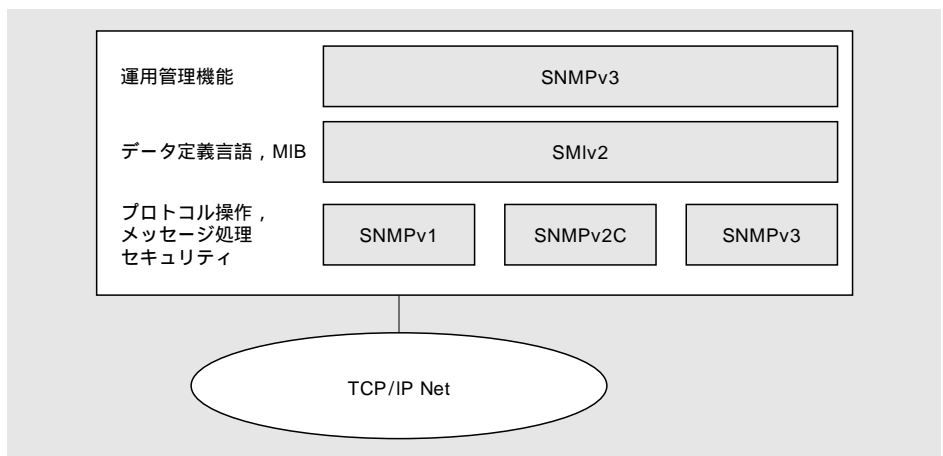 運用管理機能
SNMPv3
データ定義言語，MIB
SMIv2
プロトコル操作，
メッセージ処理
セキュリティ
SNMPv1
SNMPv2C
SNMPv3
TCP/IP Net